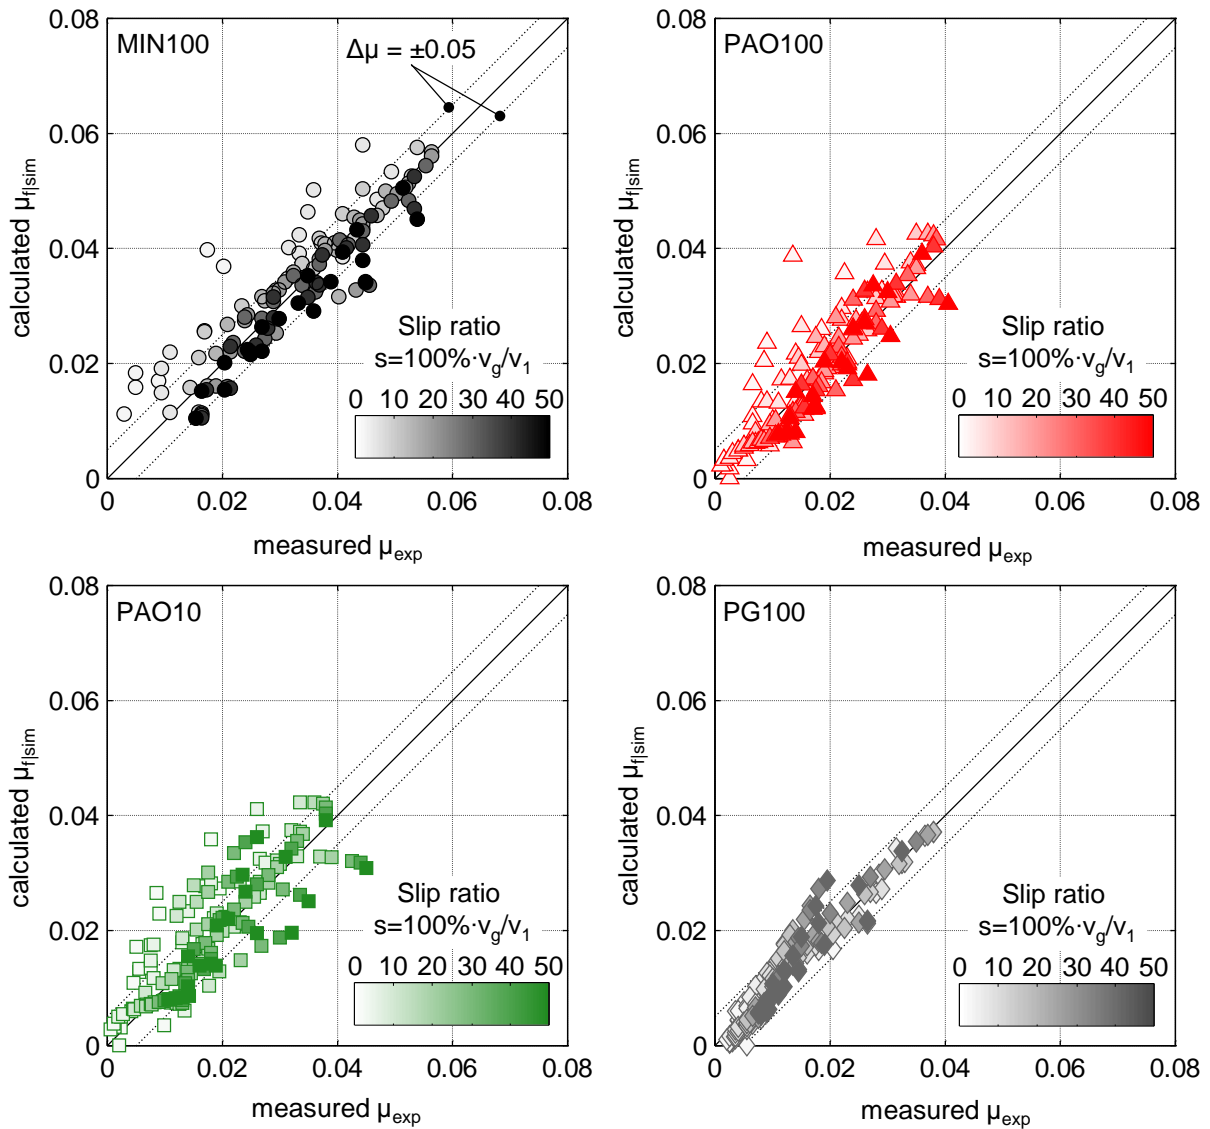 MIN100
Δμ = ±0.05
0.08
0.06
0.04
0.02
0
0 0.02 0.04 0.06 0.08
calculated μf|sim
measured μexp
Slip ratio
s=100%·vg/v1
0 10 20 30 40 50
PAO100
0.08
0.06
0.04
0.02
0
0 0.02 0.04 0.06 0.08
calculated μf|sim
measured μexp
Slip ratio
s=100%·vg/v1
0 10 20 30 40 50
PAO10
0.08
0.06
0.04
0.02
0
0 0.02 0.04 0.06 0.08
calculated μf|sim
measured μexp
Slip ratio
s=100%·vg/v1
0 10 20 30 40 50
PG100
0.08
0.06
0.04
0.02
0
0 0.02 0.04 0.06 0.08
calculated μf|sim
measured μexp
Slip ratio
s=100%·vg/v1
0 10 20 30 40 50